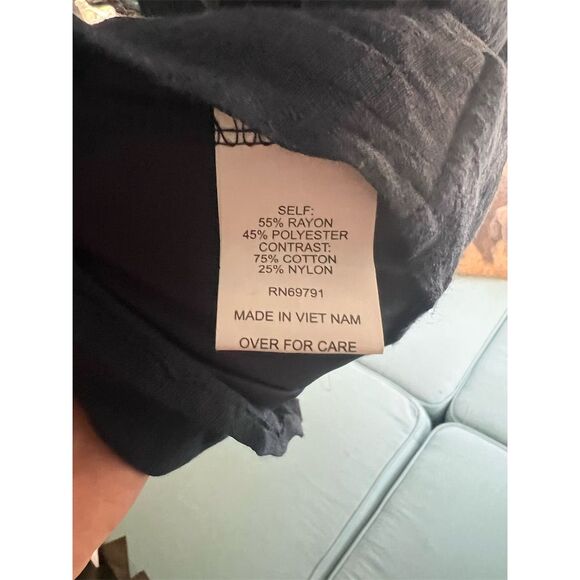 SELF:
55% RAYON
45% POLYESTER
CONTRAST:
75% COTTON
25% NYLON
RN69791
MADE IN VIET NAM
OVER FOR CARE